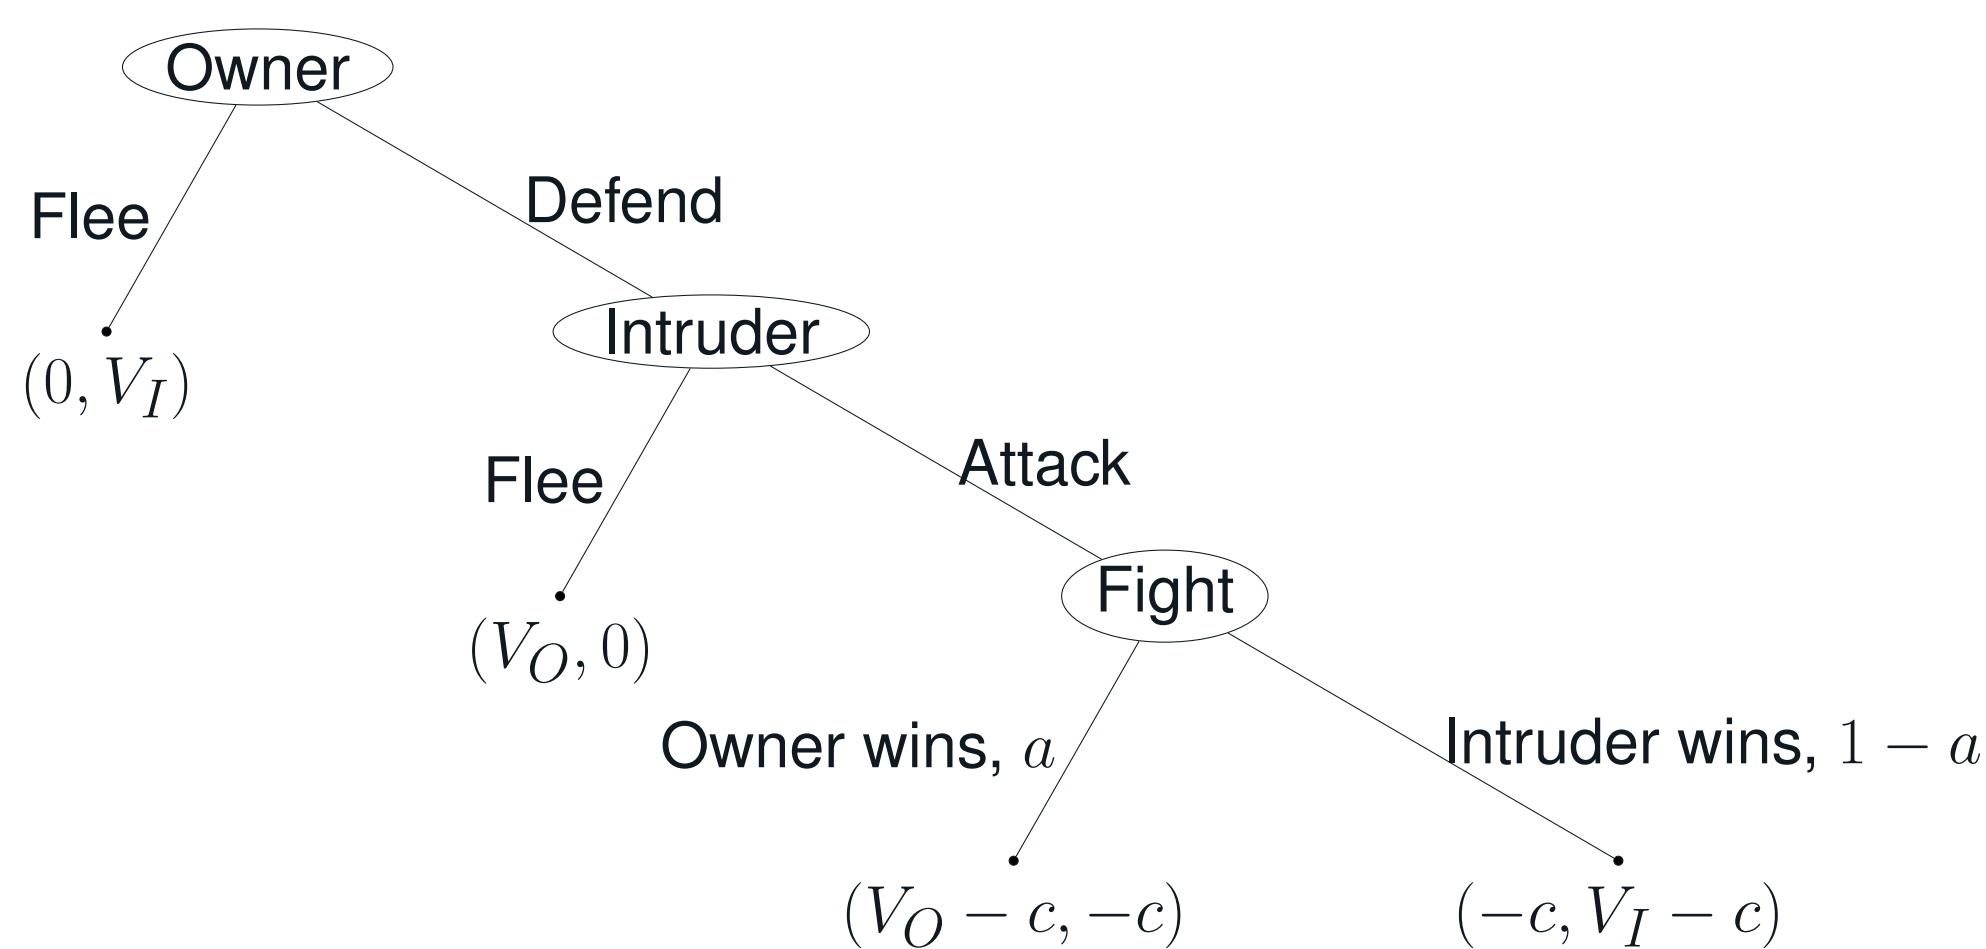 Owner
Flee
Defend
(0, V_I)
Intruder
Flee
Attack
(V_O, 0)
Fight
Owner wins, a
Intruder wins, 1 − a
(V_O − c, −c)
(−c, V_I − c)